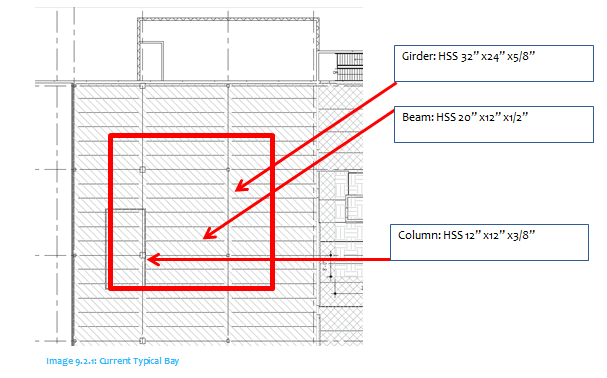 Girder: HSS 32” x24” x5/8”
Beam: HSS 20” x12” x1/2”
Column: HSS 12” x12” x3/8”
Image 9.2.1: Current Typical Bay